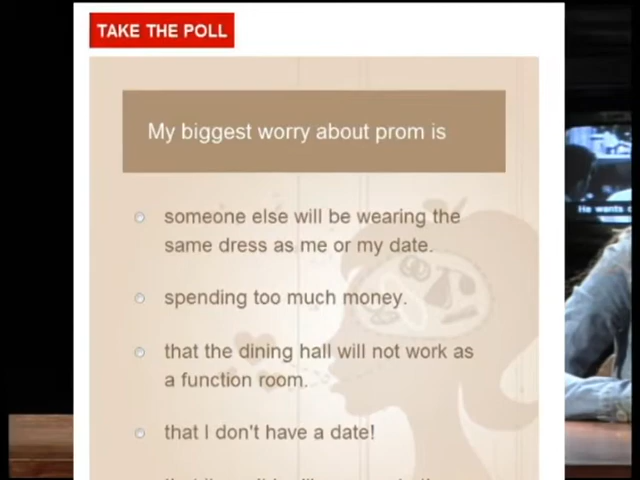 TAKE THE POLL
My biggest worry about prom is
someone else will be wearing the
same dress as me or my date.
spending too much money.
that the dining hall will not work as
a function room.
that I don't have a date!
He wants